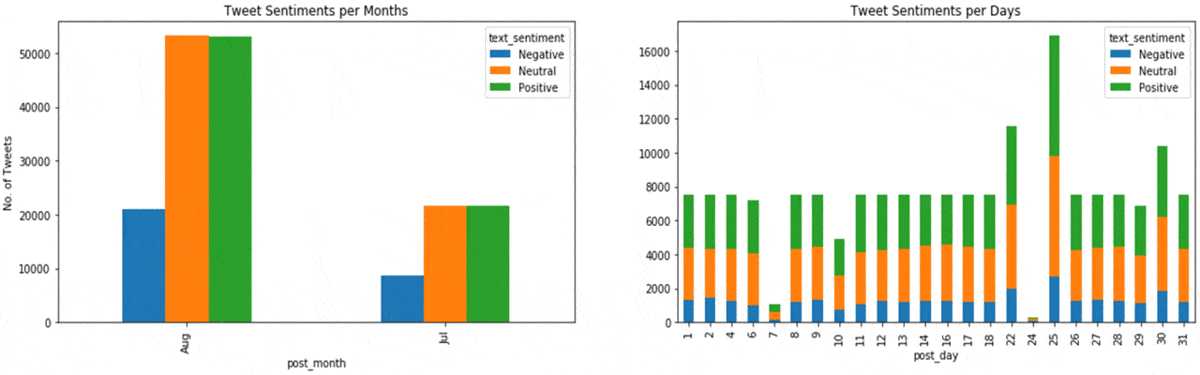 Tweet Sentiments per Months
No. of Tweets
50000
40000
30000
20000
10000
0
text_sentiment
Negative
Neutral
Positive
Aug
Jul
post_month
Tweet Sentiments per Days
16000
14000
12000
10000
8000
6000
4000
2000
0
text_sentiment
Negative
Neutral
Positive
1 2 4 6 7 8 9 10 11 12 13 14 16 17 18 22 24 25 26 27 28 29 30 31
post_day